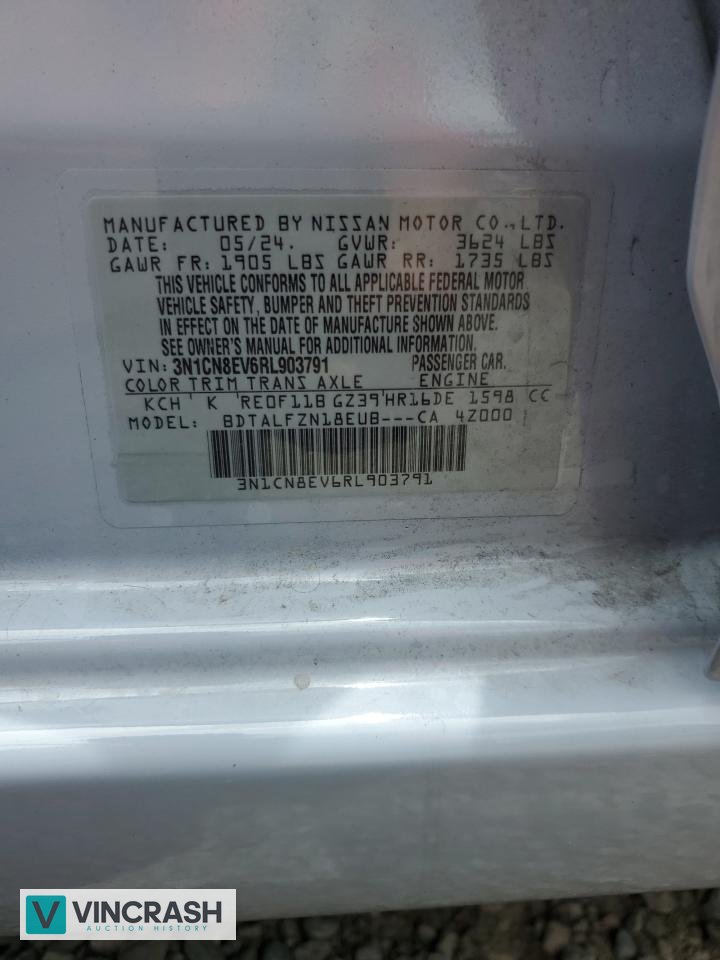 MANUFACTURED BY NISSAN MOTOR CO., LTD.
DATE: 05/24. GVWR: 3624 LBS
GAWR FR: 1905 LBS GAWR RR: 1735 LBS
THIS VEHICLE CONFORMS TO ALL APPLICABLE FEDERAL MOTOR
VEHICLE SAFETY, BUMPER AND THEFT PREVENTION STANDARDS
IN EFFECT ON THE DATE OF MANUFACTURE SHOWN ABOVE.
SEE OWNER'S MANUAL FOR ADDITIONAL INFORMATION
VIN: 3N1CN8EV6RL903791 PASSENGER CAR.
COLOR TRIM TRANS AXLE ENGINE
KCH K RE0F11B GZ39 HR16DE 1598 CC
MODEL: BDTALFZN18EUB---CA 4Z000
3N1CN8EV6RL903791
V VINCRASH
AUCTION HISTORY